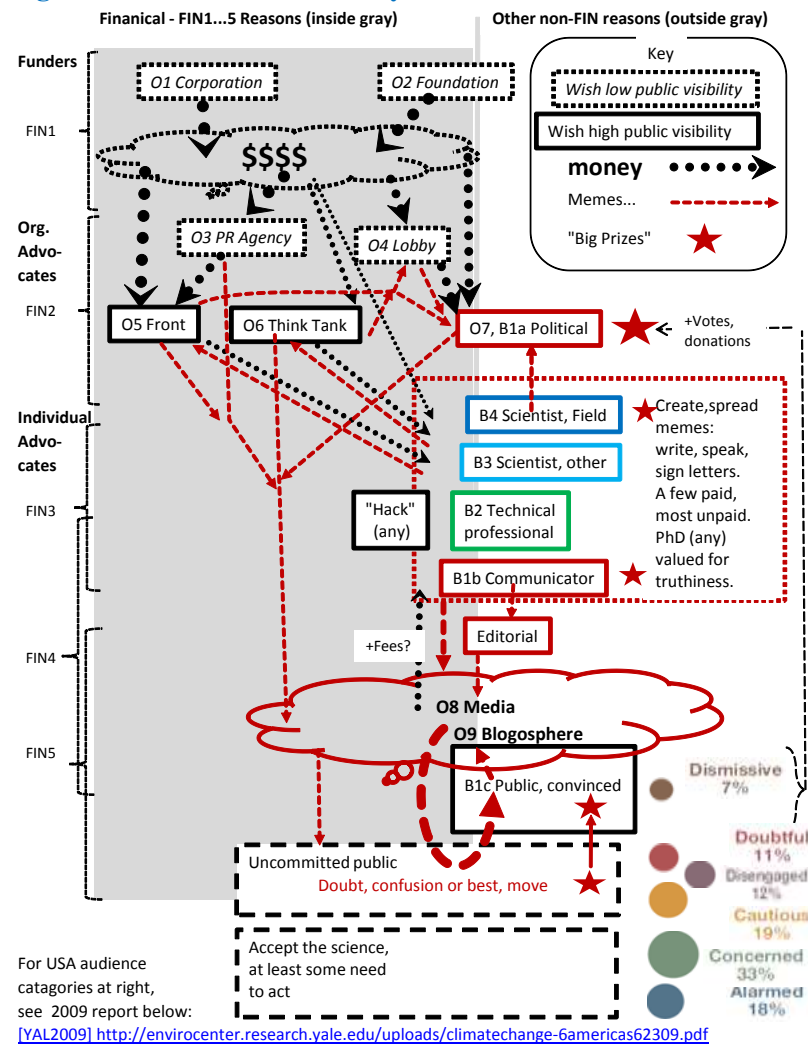 Finanical - FIN1...5 Reasons (inside gray)
Other non-FIN reasons (outside gray)
Funders
FIN1
O1 Corporation
O2 Foundation
$$$$
Key
Wish low public visibility
Wish high public visibility
money
Memes...
"Big Prizes"
Org.
Advo-
cates
FIN2
O3 PR Agency
O4 Lobby
O5 Front
O6 Think Tank
O7, B1a Political
+Votes,
donations
Individual
Advo-
cates
FIN3
B4 Scientist, Field
B3 Scientist, other
"Hack"
(any)
B2 Technical
professional
B1b Communicator
Create,spread
memes:
write, speak,
sign letters.
A few paid,
most unpaid.
PhD (any)
valued for
truthiness.
FIN4
+Fees?
Editorial
O8 Media
O9 Blogosphere
FIN5
B1c Public, convinced
Uncommitted public
Doubt, confusion or best, move
Accept the science,
at least some need
to act
Dismissive
7%
Doubtful
11%
Disengaged
12%
Cautious
19%
Concerned
33%
Alarmed
18%
For USA audience
catagories at right,
see 2009 report below:
[YAL2009] http://envirocenter.research.yale.edu/uploads/climatechange-6americas62309.pdf